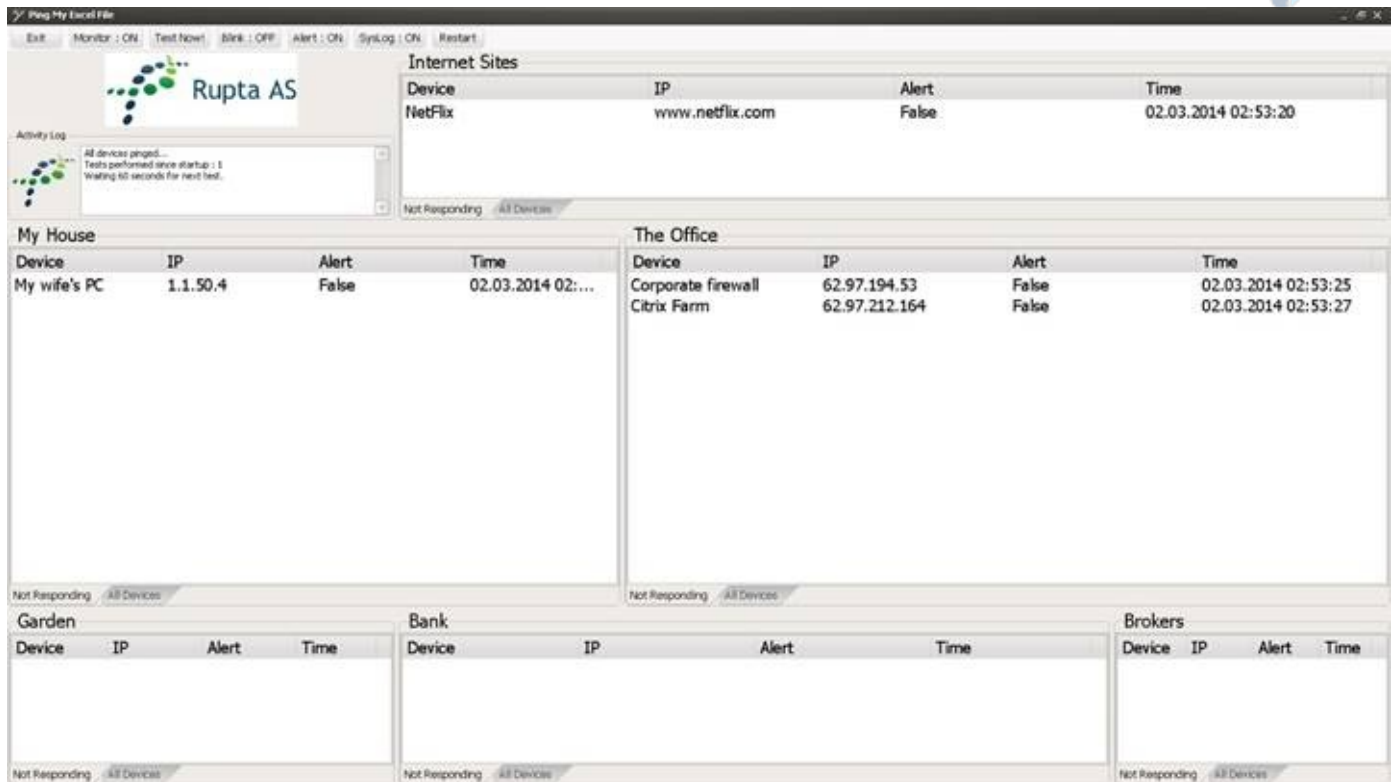 Ping My Excel File
Exit Monitor : ON Test Now! Blink : OFF Alert : ON SysLog : ON Restart
Rupta AS
Activity Log
All devices pinged...
Tests performed since startup : 1
Waiting 60 seconds for next test.
Internet Sites
Device IP Alert Time
NetFlix www.netflix.com False 02.03.2014 02:53:20
Not Responding All Devices
My House
Device IP Alert Time
My wife's PC 1.1.50.4 False 02.03.2014 02:...
Not Responding All Devices
The Office
Device IP Alert Time
Corporate firewall 62.97.194.53 False 02.03.2014 02:53:25
Citrix Farm 62.97.212.164 False 02.03.2014 02:53:27
Not Responding All Devices
Garden
Device IP Alert Time
Not Responding All Devices
Bank
Device IP Alert Time
Not Responding All Devices
Brokers
Device IP Alert Time
Not Responding All Devices